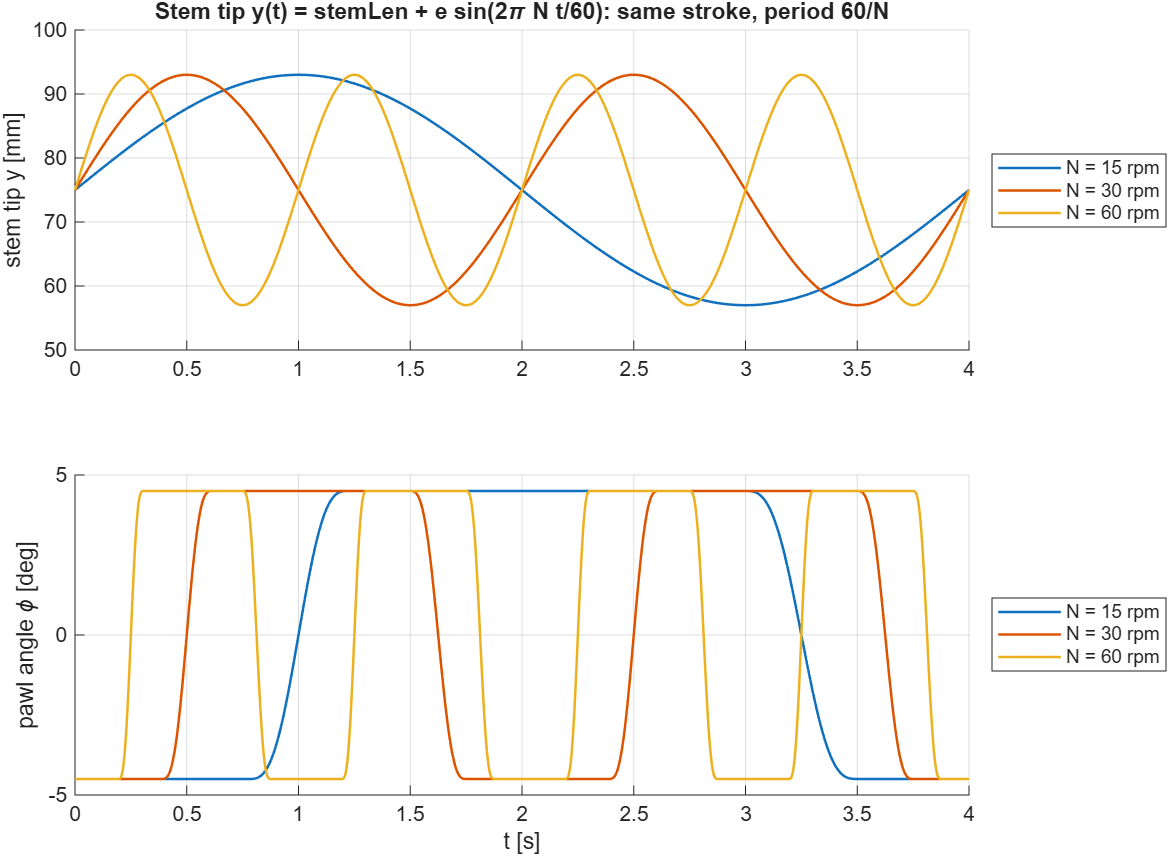 Stem tip y(t) = stemLen + e sin(2π N t/60): same stroke, period 60/N
100
90
80
70
60
50
stem tip y [mm]
0 0.5 1 1.5 2 2.5 3 3.5 4
N = 15 rpm
N = 30 rpm
N = 60 rpm
5
0
-5
pawl angle ϕ [deg]
0 0.5 1 1.5 2 2.5 3 3.5 4
t [s]
N = 15 rpm
N = 30 rpm
N = 60 rpm